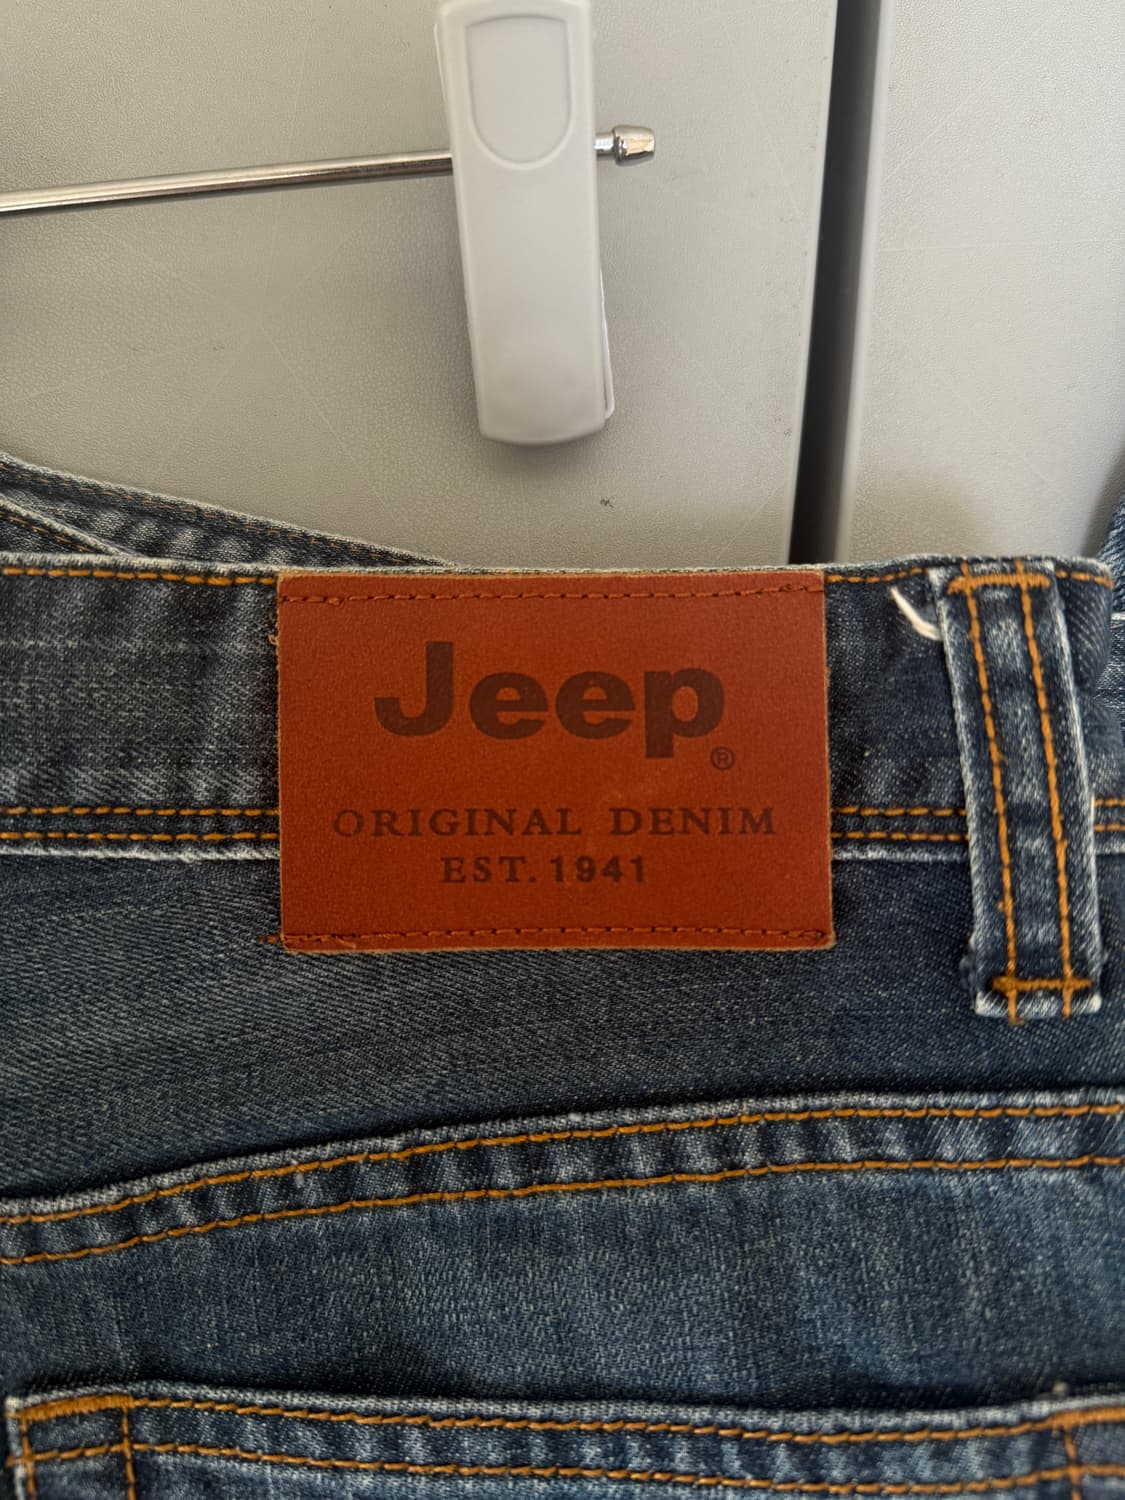 Jeep®
ORIGINAL DENIM
EST. 1941